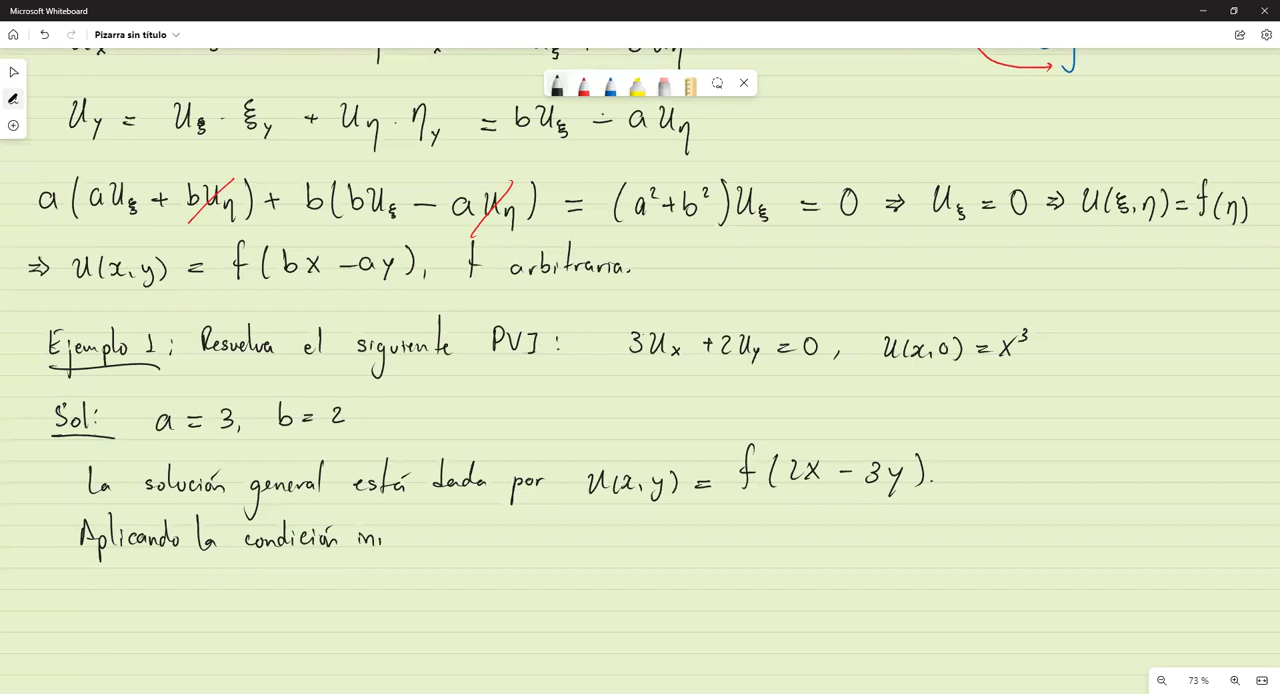 Microsoft Whiteboard
Pizarra sin título
U_y = U_ξ · ξ_y + U_η · η_y = bU_ξ - aU_η
a(aU_ξ + bU_η) + b(bU_ξ - aU_η) = (a²+b²)U_ξ = 0 ⇒ U_ξ = 0 ⇒ U(ξ,η) = f(η)
⇒ U(x,y) = f(bx - ay), f arbitraria.
Ejemplo 1: Resuelva el siguiente PVI: 3U_x + 2U_y = 0, U(x,0) = x³
Sol: a = 3, b = 2
La solución general está dada por U(x,y) = f(2x - 3y).
Aplicando la condición ini
73 %